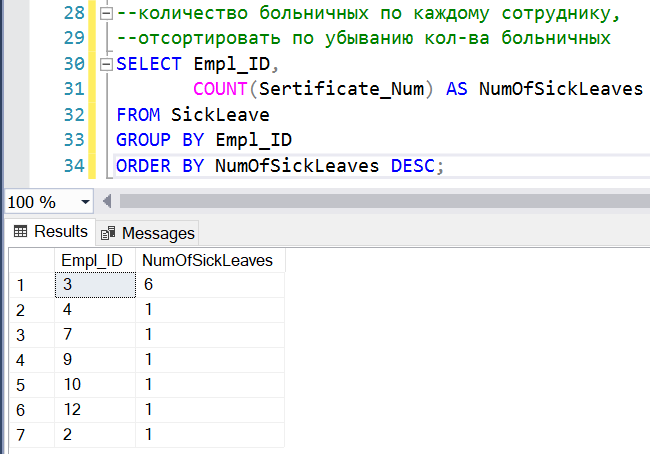 28 --количество больничных по каждому сотруднику,
29 --отсортировать по убыванию кол-ва больничных
30 SELECT Empl_ID,
31 COUNT(Sertificate_Num) AS NumOfSickLeaves
32 FROM SickLeave
33 GROUP BY Empl_ID
34 ORDER BY NumOfSickLeaves DESC;
100 %
Results Messages
Empl_ID NumOfSickLeaves
1 3 6
2 4 1
3 7 1
4 9 1
5 10 1
6 12 1
7 2 1